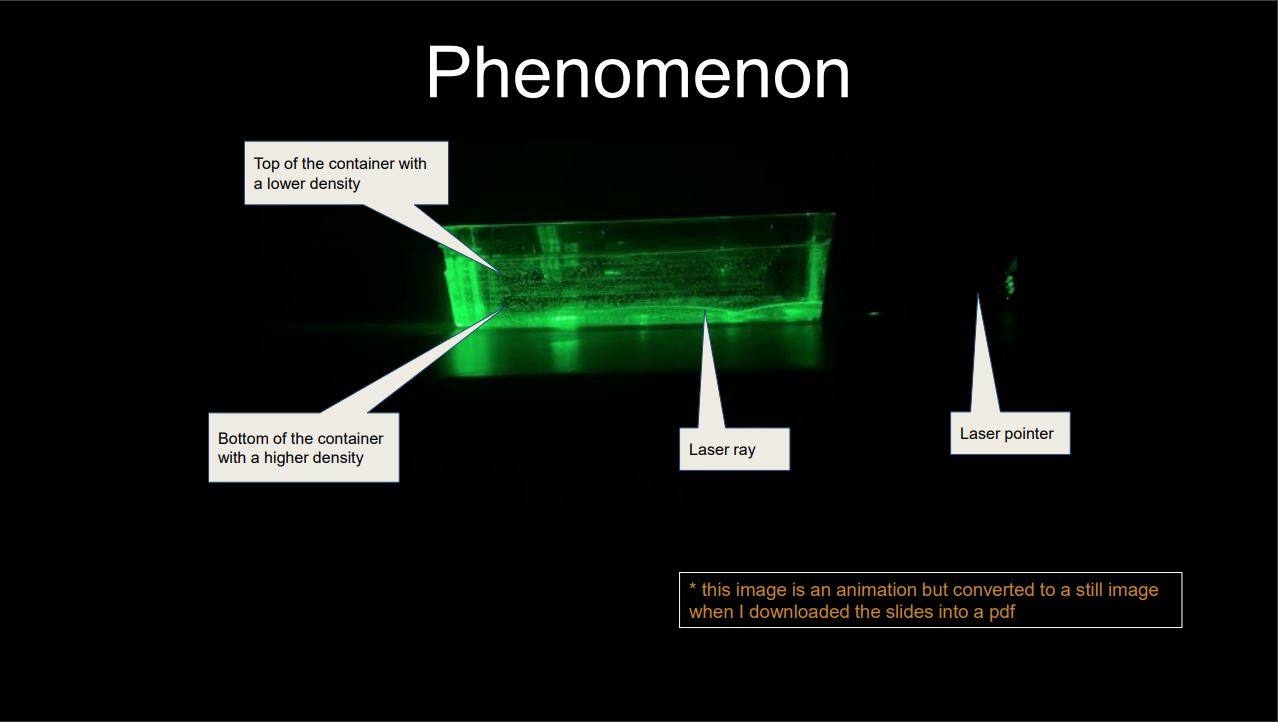 Phenomenon
Top of the container with
a lower density
Bottom of the container
with a higher density
Laser ray
Laser pointer
* this image is an animation but converted to a still image
when I downloaded the slides into a pdf